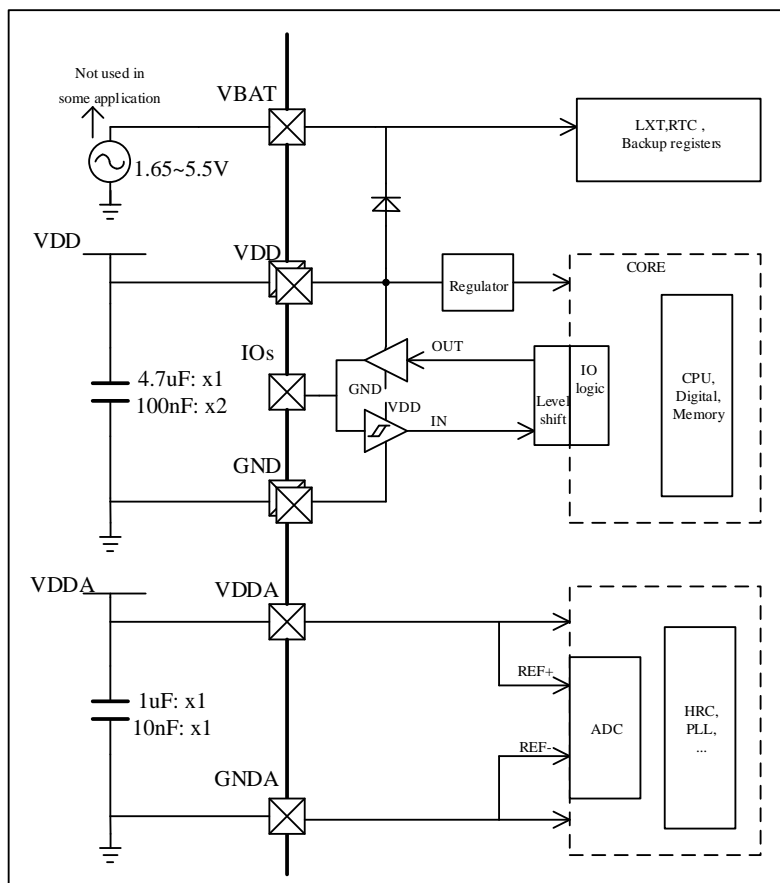 Not used in
some application
VBAT
1.65~5.5V
LXT,RTC ,
Backup registers
VDD
VDD
Regulator
CORE
IOs
OUT
4.7uF: x1
100nF: x2
GND
VDD
IN
Level
shift
IO
logic
CPU,
Digital,
Memory
GND
VDDA
VDDA
REF+
1uF: x1
10nF: x1
ADC
HRC,
PLL,
...
REF-
GNDA